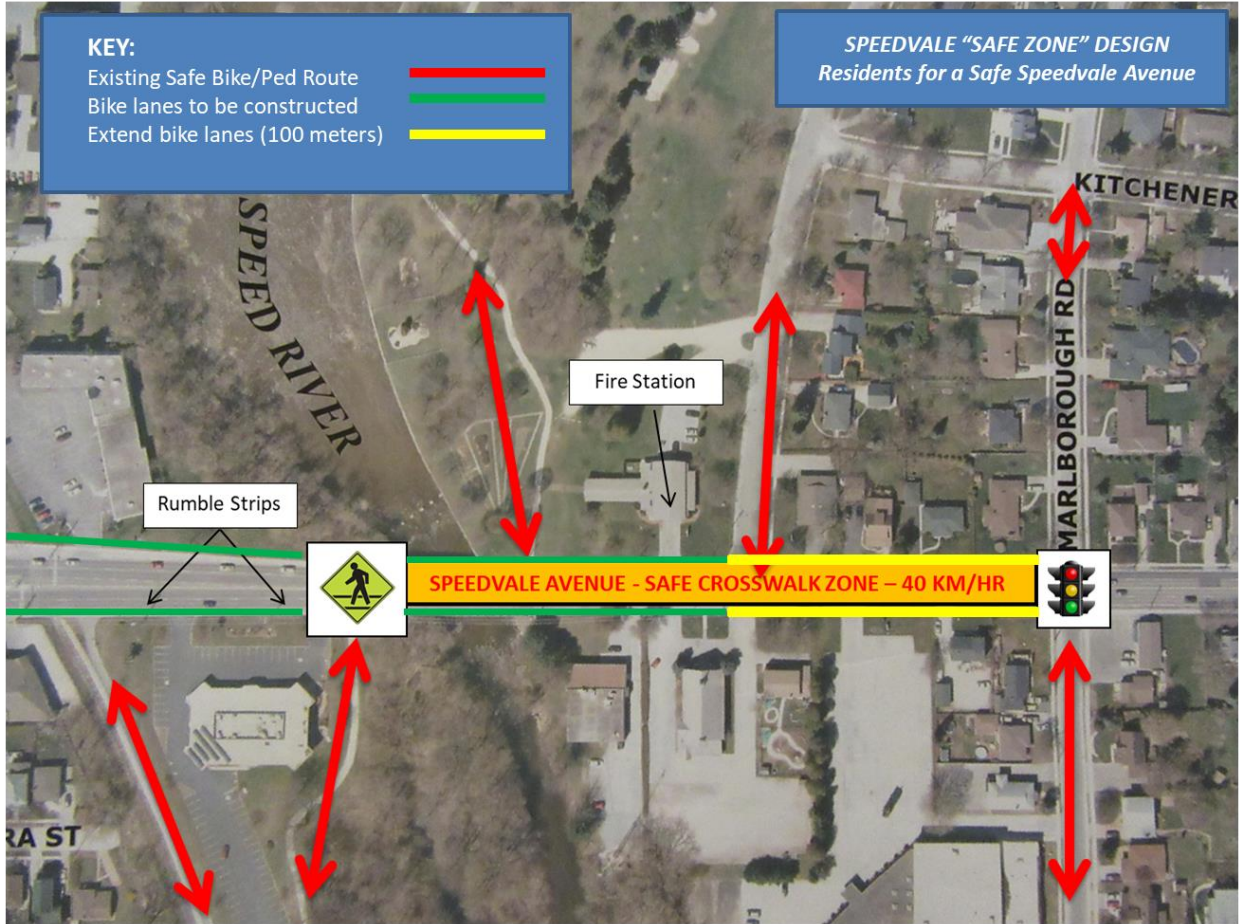 KEY:
Existing Safe Bike/Ped Route
Bike lanes to be constructed
Extend bike lanes (100 meters)
SPEEDVALE “SAFE ZONE” DESIGN
Residents for a Safe Speedvale Avenue
KITCHENER
SPEED RIVER
MARLBOROUGH RD
Fire Station
Rumble Strips
SPEEDVALE AVENUE - SAFE CROSSWALK ZONE – 40 KM/HR
RA ST